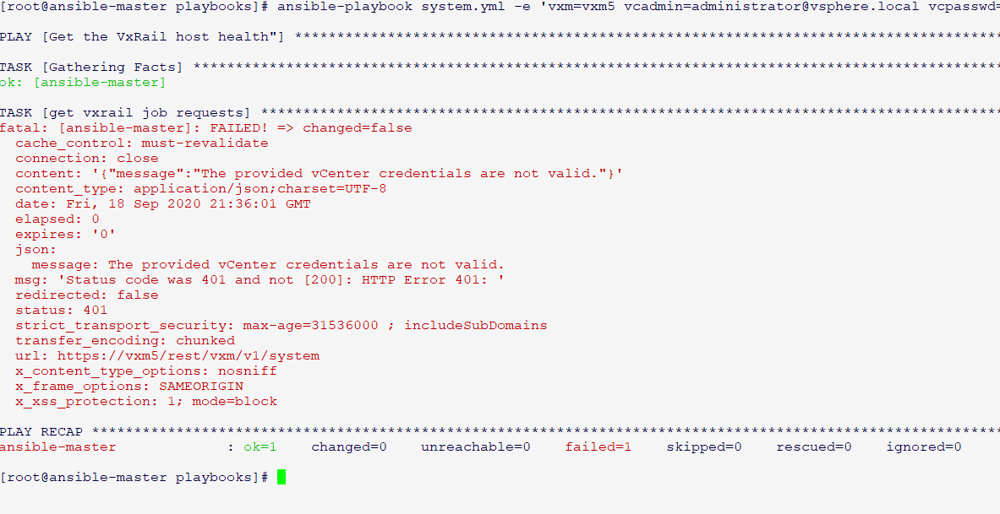 [root@ansible-master playbooks]# ansible-playbook system.yml -e 'vxm=vxm5 vcadmin=administrator@vsphere.local vcpasswd=
PLAY [Get the VxRail host health"] *************************************************************************************
TASK [Gathering Facts] *************************************************************************************************
ok: [ansible-master]
TASK [get vxrail job requests] *****************************************************************************************
fatal: [ansible-master]: FAILED! => changed=false
  cache_control: must-revalidate
  connection: close
  content: '{"message":"The provided vCenter credentials are not valid."}'
  content_type: application/json;charset=UTF-8
  date: Fri, 18 Sep 2020 21:36:01 GMT
  elapsed: 0
  expires: '0'
  json:
    message: The provided vCenter credentials are not valid.
  msg: 'Status code was 401 and not [200]: HTTP Error 401: '
  redirected: false
  status: 401
  strict_transport_security: max-age=31536000 ; includeSubDomains
  transfer_encoding: chunked
  url: https://vxm5/rest/vxm/v1/system
  x_content_type_options: nosniff
  x_frame_options: SAMEORIGIN
  x_xss_protection: 1; mode=block
PLAY RECAP *************************************************************************************************************
ansible-master             : ok=1    changed=0    unreachable=0    failed=1    skipped=0    rescued=0    ignored=0
[root@ansible-master playbooks]#